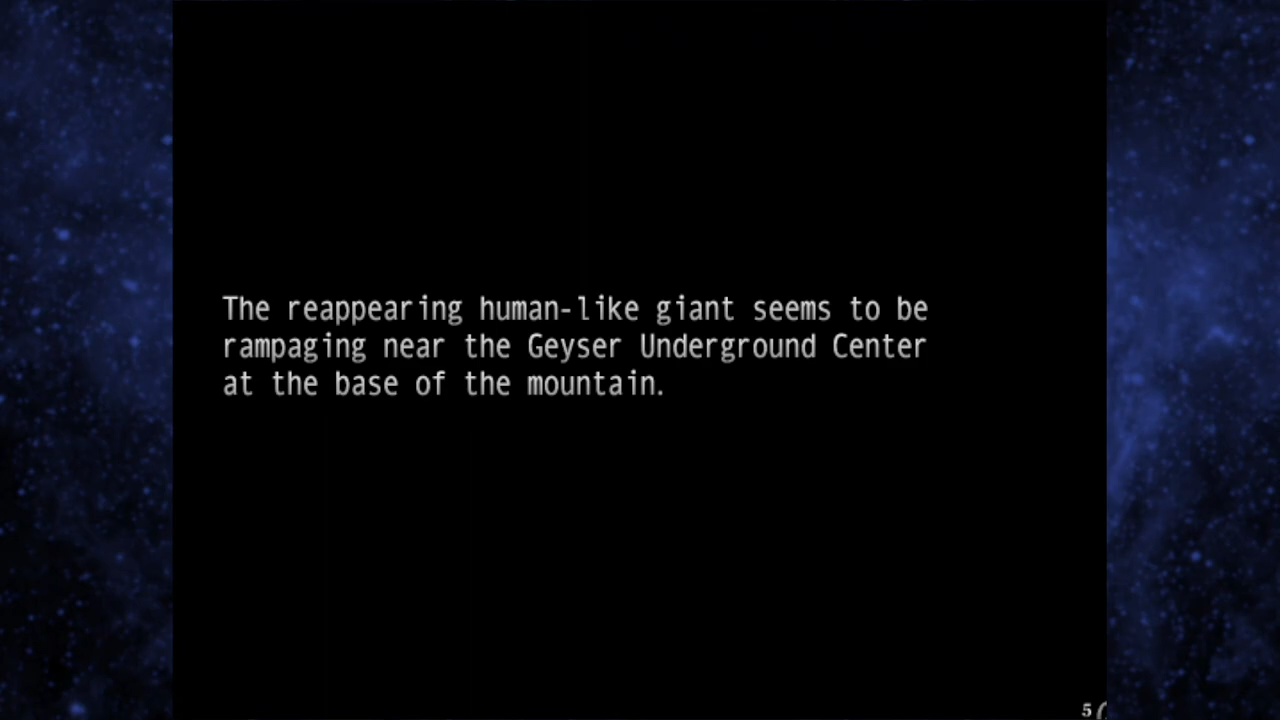 The reappearing human-like giant seems to be
rampaging near the Geyser Underground Center
at the base of the mountain.
5